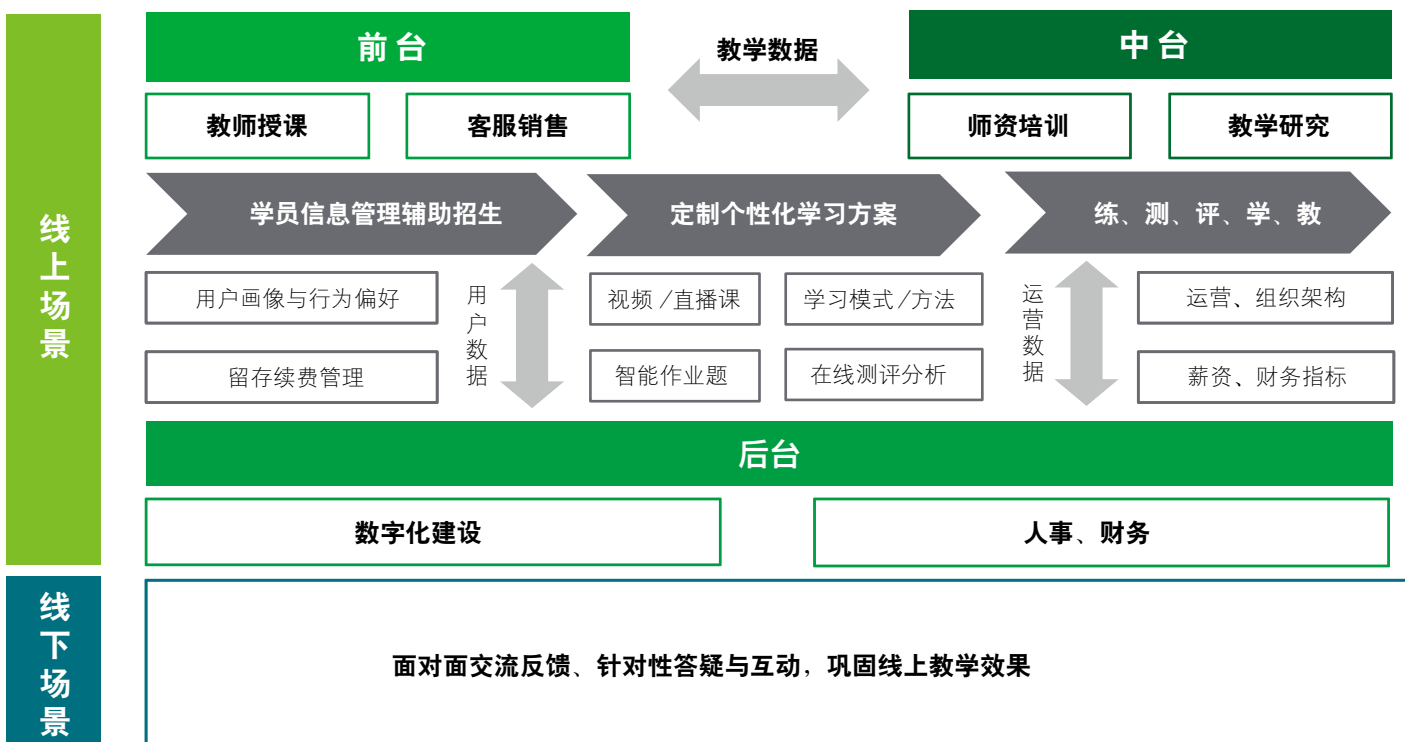 线上场景
前台
教学数据
中台
教师授课
客服销售
师资培训
教学研究
学员信息管理辅助招生
定制个性化学习方案
练、测、评、学、教
用户画像与行为偏好
留存续费管理
用户数据
视频 /直播课
学习模式/方法
智能作业题
在线测评分析
运营数据
运营、组织架构
薪资、财务指标
后台
数字化建设
人事、财务
线下场景
面对面交流反馈、针对性答疑与互动，巩固线上教学效果